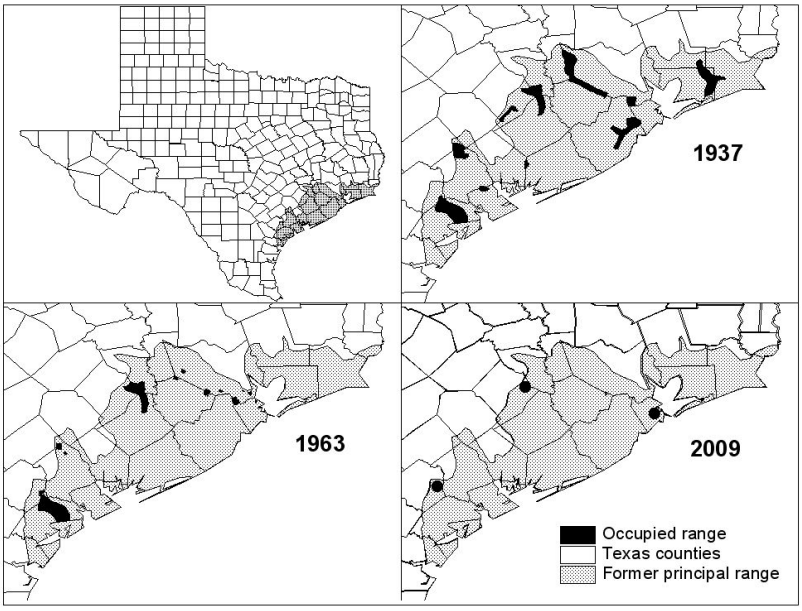 1937
1963
2009
Occupied range
Texas counties
Former principal range